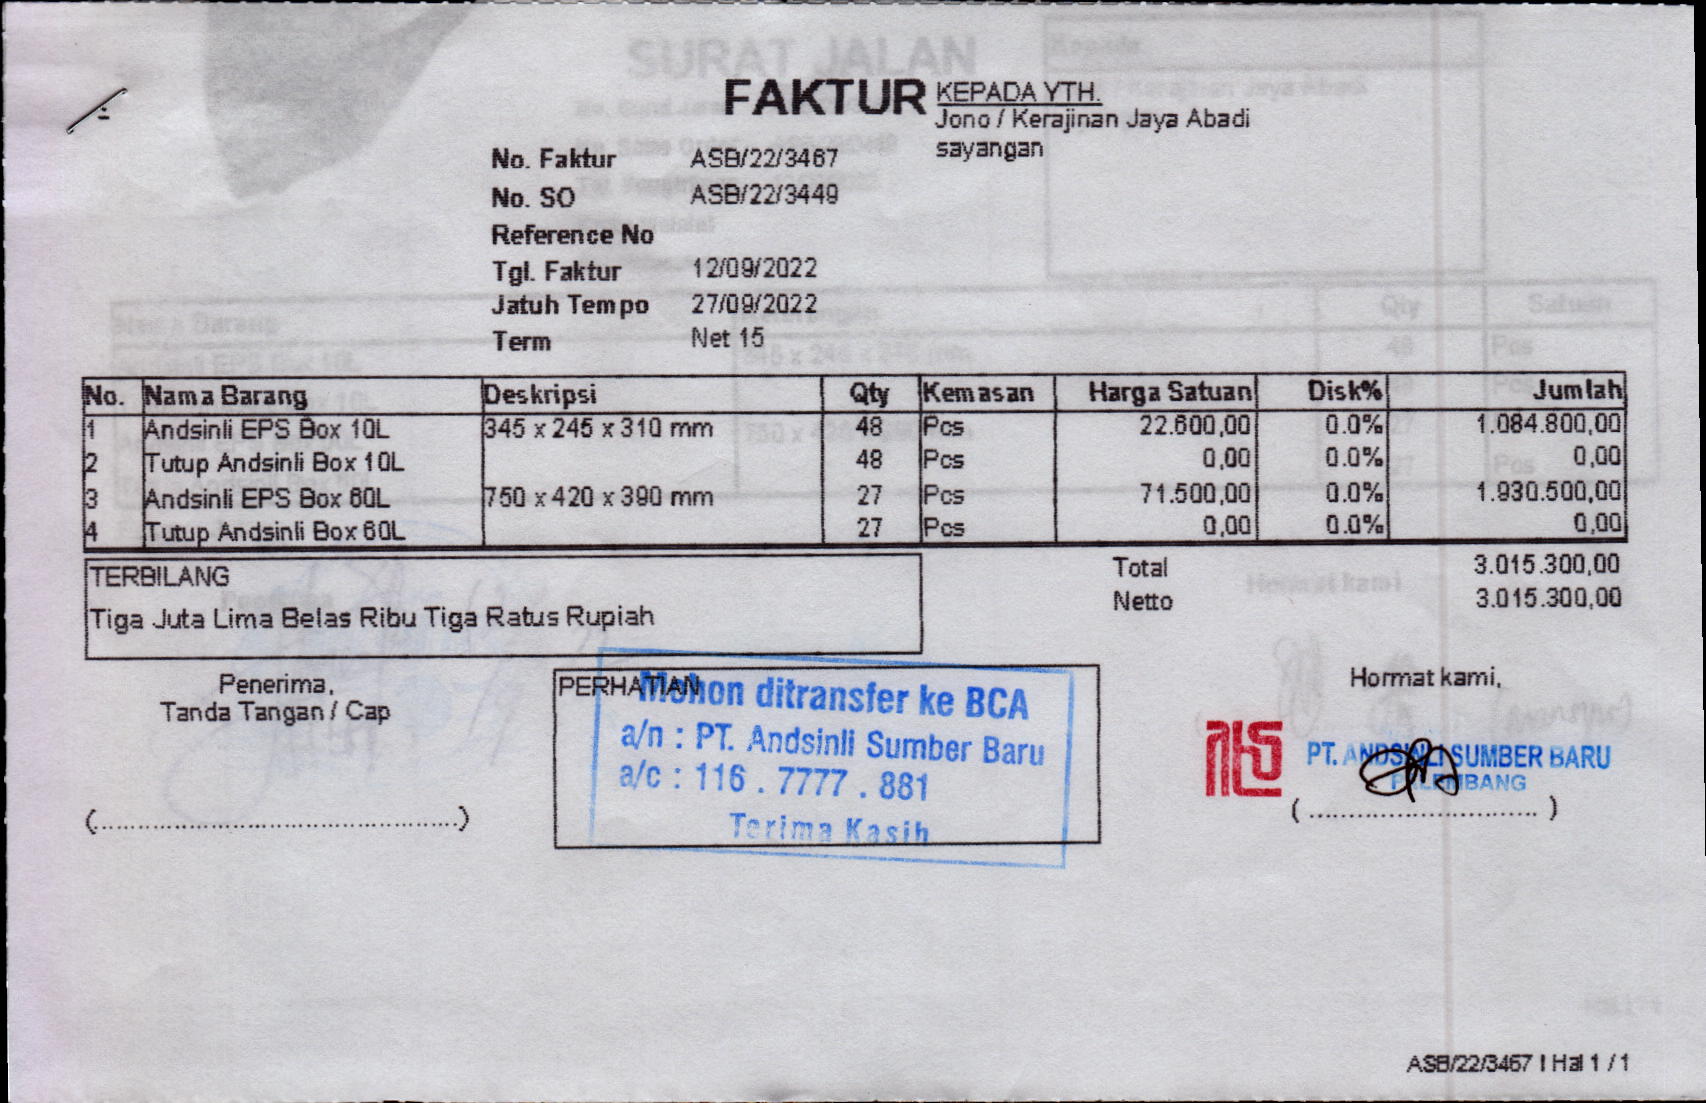 FAKTUR
KEPADA YTH.
Jono / Kerajinan Jaya Abadi
sayangan
No. Faktur ASB/22/3467
No. SO ASB/22/3449
Reference No
Tgl. Faktur 12/09/2022
Jatuh Tempo 27/09/2022
Term Net 15
No. Nama Barang Deskripsi Qty Kemasan Harga Satuan Disk% Jumlah
1 Andsinli EPS Box 10L 345 x 245 x 310 mm 48 Pcs 22.600,00 0.0% 1.084.800,00
2 Tutup Andsinli Box 10L 48 Pcs 0,00 0.0% 0,00
3 Andsinli EPS Box 60L 750 x 420 x 390 mm 27 Pcs 71.500,00 0.0% 1.930.500,00
4 Tutup Andsinli Box 60L 27 Pcs 0,00 0.0% 0,00
TERBILANG
Tiga Juta Lima Belas Ribu Tiga Ratus Rupiah
Total 3.015.300,00
Netto 3.015.300,00
Penerima,
Tanda Tangan / Cap
(..............................................)
PERHATIAN
Mohon ditransfer ke BCA
a/n : PT. Andsinli Sumber Baru
a/c : 116 . 7777 . 881
Terima Kasih
Hormat kami,
PT. ANDSINLI SUMBER BARU
PALEMBANG
(.............................)
ASB/22/3467 I Hal 1 / 1
SURAT JALAN
Kepada
Qty Satuan
Hormat kami